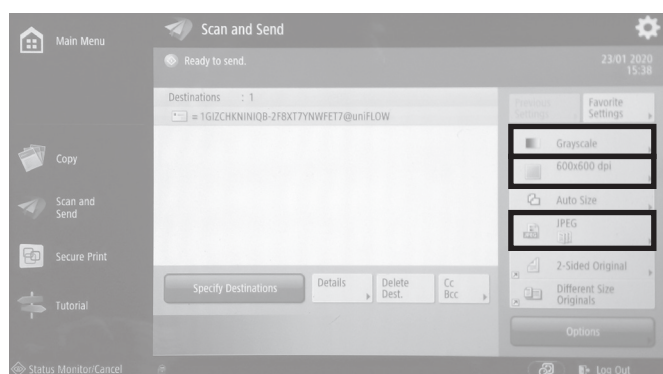 Main Menu
Scan and Send
Ready to send.
23/01 2020
15:38
Destinations : 1
= 1GIZCHKNINIQB-2FBXT7YNWFET7@uniFLOW
Previous
Settings
Favorite
Settings
Grayscale
600x600 dpi
Copy
Auto Size
Scan and
Send
JPEG
Secure Print
2-Sided Original
Specify Destinations
Details
Delete
Dest.
Cc
Bcc
Different Size
Originals
Tutorial
Options
Status Monitor/Cancel
Log Out